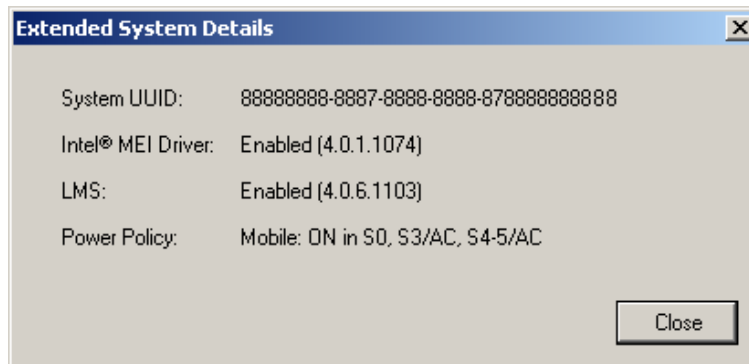 Extended System Details
System UUID: 88888888-8887-8888-8888-878888888888
Intel® MEI Driver: Enabled (4.0.1.1074)
LMS: Enabled (4.0.6.1103)
Power Policy: Mobile: ON in S0, S3/AC, S4-5/AC
Close